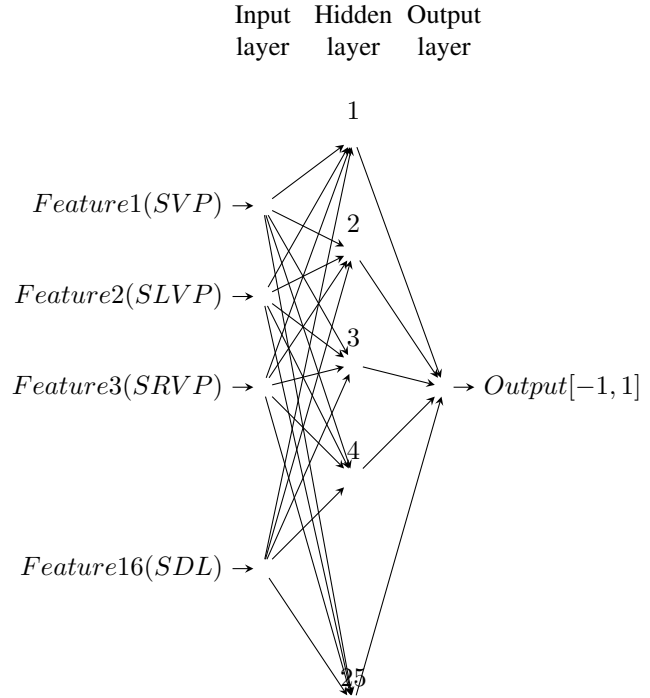 Input Hidden Output
layer layer layer
1
Feature1(SVP)
2
Feature2(SLVP)
3
Feature3(SRVP)
Output[−1, 1]
4
Feature16(SDL)
25